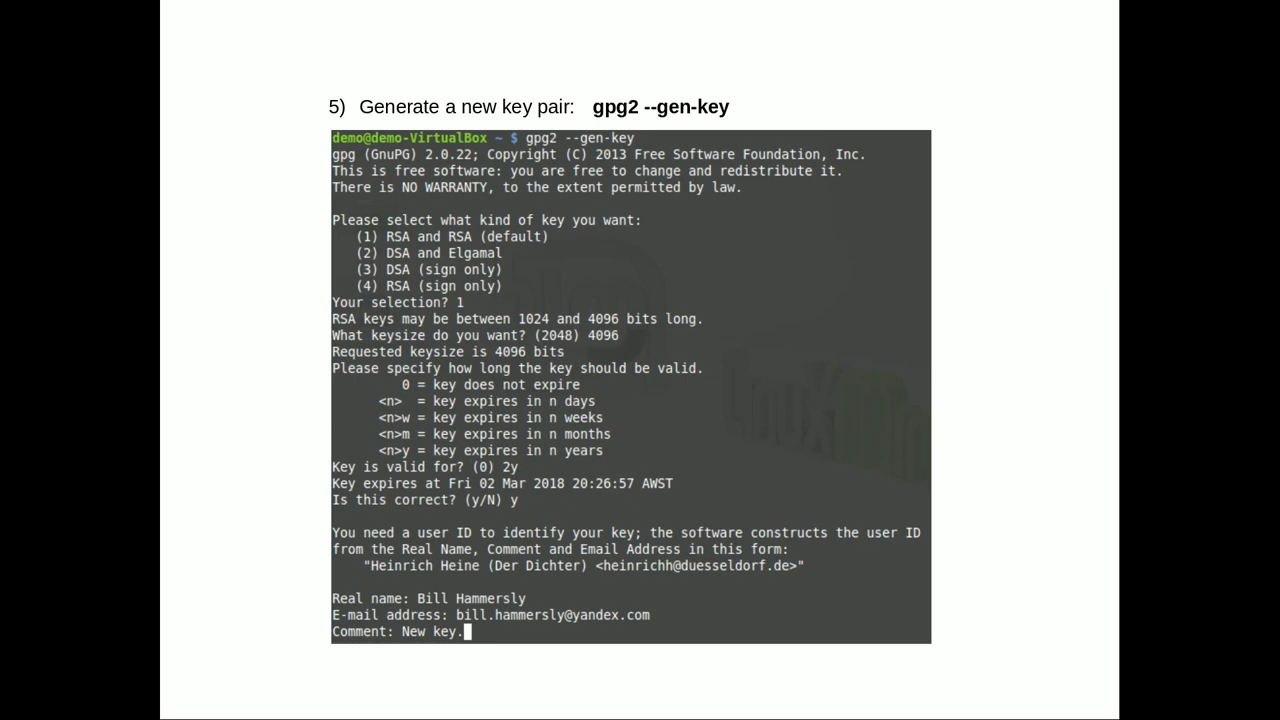 5) Generate a new key pair: gpg2 --gen-key
demo@demo-VirtualBox ~ $ gpg2 --gen-key
gpg (GnuPG) 2.0.22; Copyright (C) 2013 Free Software Foundation, Inc.
This is free software: you are free to change and redistribute it.
There is NO WARRANTY, to the extent permitted by law.
Please select what kind of key you want:
(1) RSA and RSA (default)
(2) DSA and Elgamal
(3) DSA (sign only)
(4) RSA (sign only)
Your selection? 1
RSA keys may be between 1024 and 4096 bits long.
What keysize do you want? (2048) 4096
Requested keysize is 4096 bits
Please specify how long the key should be valid.
0 = key does not expire
<n>  = key expires in n days
<n>w = key expires in n weeks
<n>m = key expires in n months
<n>y = key expires in n years
Key is valid for? (0) 2y
Key expires at Fri 02 Mar 2018 20:26:57 AWST
Is this correct? (y/N) y
You need a user ID to identify your key; the software constructs the user ID
from the Real Name, Comment and Email Address in this form:
"Heinrich Heine (Der Dichter) <heinrichh@duesseldorf.de>"
Real name: Bill Hammersly
E-mail address: bill.hammersly@yandex.com
Comment: New key.